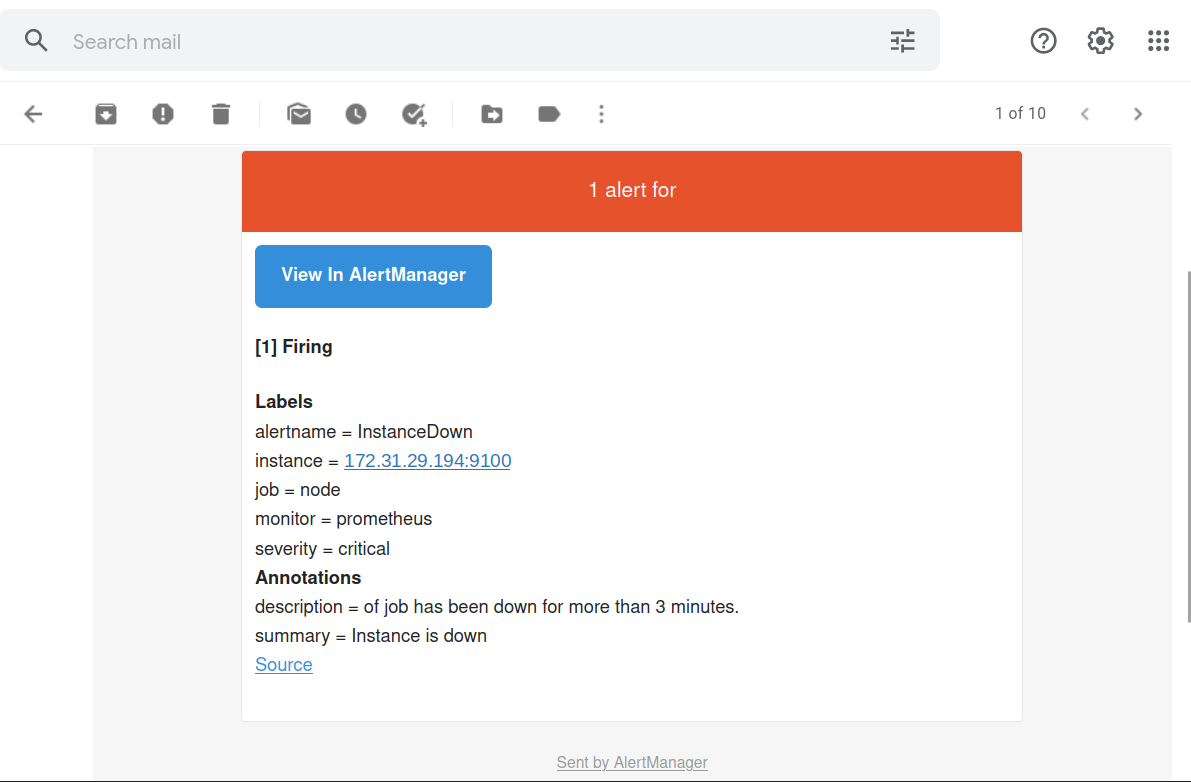 Search mail
1 of 10
1 alert for
View In AlertManager
[1] Firing
Labels
alertname = InstanceDown
instance = 172.31.29.194:9100
job = node
monitor = prometheus
severity = critical
Annotations
description = of job has been down for more than 3 minutes.
summary = Instance is down
Source
Sent by AlertManager